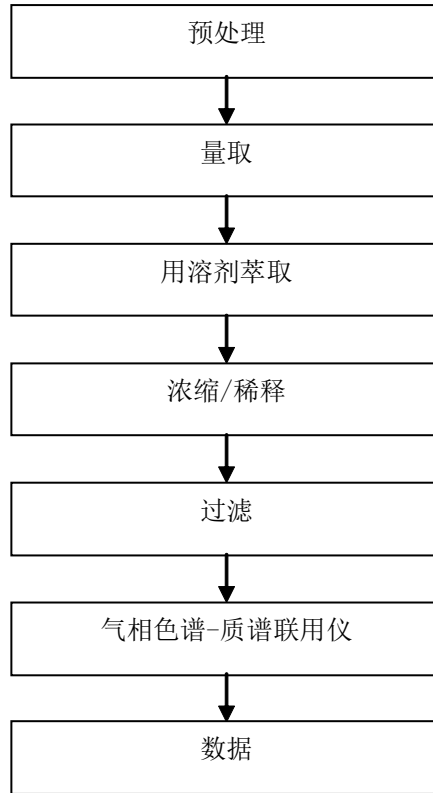 预处理
量取
用溶剂萃取
浓缩/稀释
过滤
气相色谱-质谱联用仪
数据